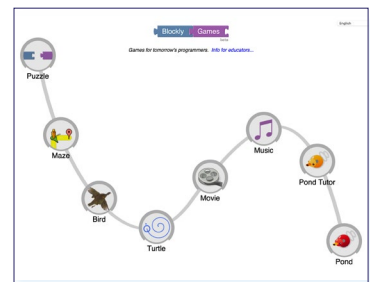 English
Blockly Games
Games for tomorrow's programmers. Info for educators...
Puzzle
Maze
Bird
Turtle
Movie
Music
Pond Tutor
Pond